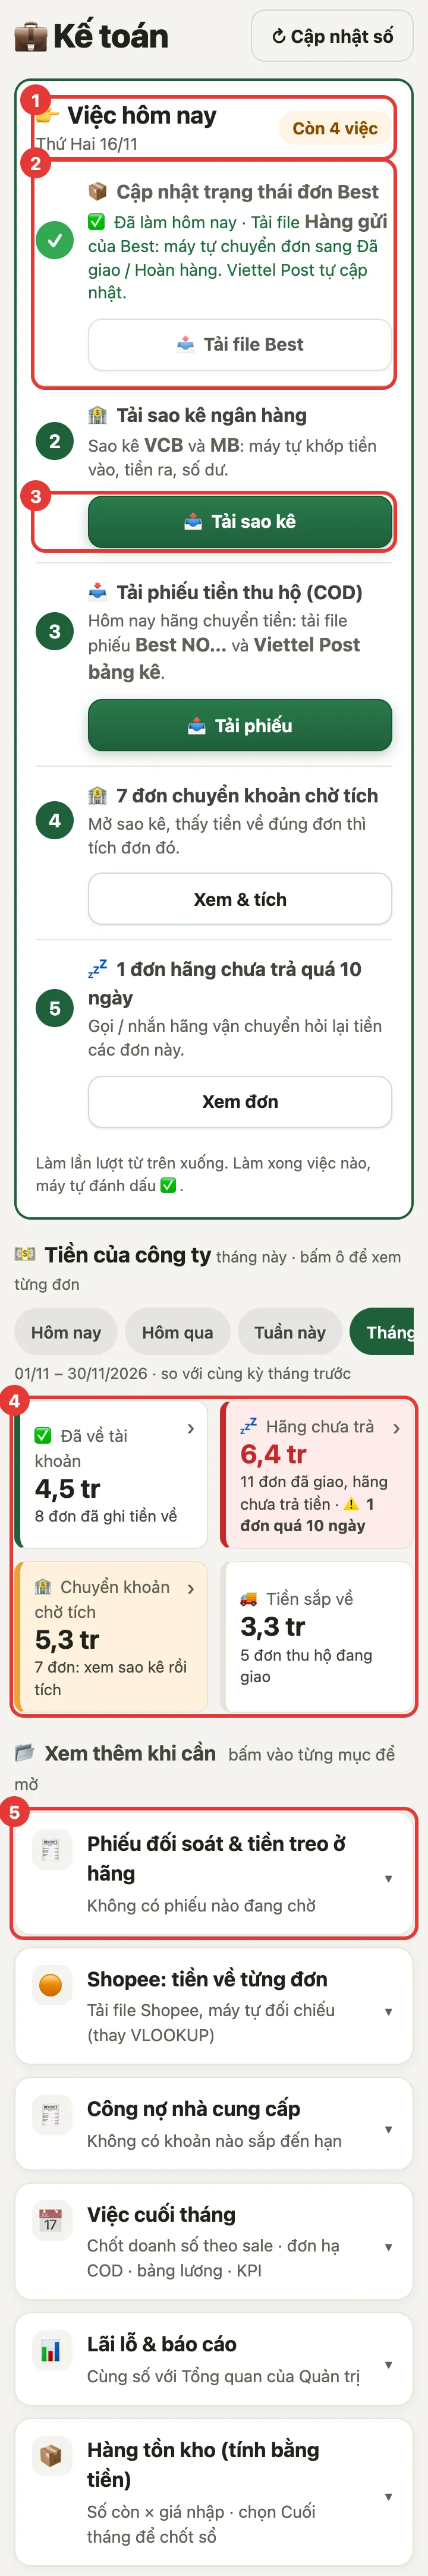 💼 Kế toán
↻ Cập nhật số
1
👉 Việc hôm nay
Thứ Hai 16/11
Còn 4 việc
2
📦 Cập nhật trạng thái đơn Best
✅ Đã làm hôm nay · Tải file Hàng gửi
của Best: máy tự chuyển đơn sang Đã
giao / Hoàn hàng. Viettel Post tự cập
nhật.
📤 Tải file Best
🏦 Tải sao kê ngân hàng
2
Sao kê VCB và MB: máy tự khớp tiền
vào, tiền ra, số dư.
3
📤 Tải sao kê
📤 Tải phiếu tiền thu hộ (COD)
3
Hôm nay hãng chuyển tiền: tải file
phiếu Best NO... và Viettel Post
bảng kê.
📤 Tải phiếu
🏦 7 đơn chuyển khoản chờ tích
4
Mở sao kê, thấy tiền về đúng đơn thì
tích đơn đó.
Xem & tích
💤 1 đơn hãng chưa trả quá 10
ngày
5
Gọi / nhắn hãng vận chuyển hỏi lại tiền
các đơn này.
Xem đơn
Làm lần lượt từ trên xuống. Làm xong việc nào,
máy tự đánh dấu ✅ .
💵 Tiền của công ty tháng này · bấm ô để xem
từng đơn
Hôm nay
Hôm qua
Tuần này
Tháng
01/11 – 30/11/2026 · so với cùng kỳ tháng trước
4
✅ Đã về tài
khoản
4,5 tr
8 đơn đã ghi tiền về
💤 Hãng chưa trả
6,4 tr
11 đơn đã giao, hãng
chưa trả tiền · ⚠️ 1
đơn quá 10 ngày
🏦 Chuyển khoản
chờ tích
5,3 tr
7 đơn: xem sao kê rồi
tích
🚚 Tiền sắp về
3,3 tr
5 đơn thu hộ đang
giao
📂 Xem thêm khi cần bấm vào từng mục để
mở
5
Phiếu đối soát & tiền treo ở
hãng
Không có phiếu nào đang chờ
Shopee: tiền về từng đơn
Tải file Shopee, máy tự đối chiếu
(thay VLOOKUP)
Công nợ nhà cung cấp
Không có khoản nào sắp đến hạn
17
Việc cuối tháng
Chốt doanh số theo sale · đơn hạ
COD · bảng lương · KPI
Lãi lỗ & báo cáo
Cùng số với Tổng quan của Quản trị
Hàng tồn kho (tính bằng
tiền)
Số còn × giá nhập · chọn Cuối
tháng để chốt sổ